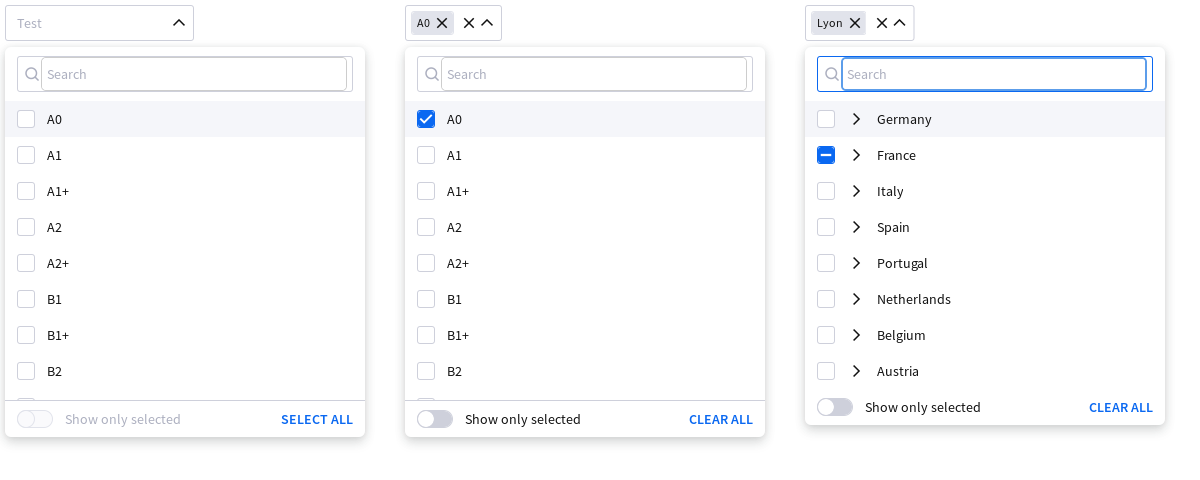 Test
Search
A0
A1
A1+
A2
A2+
B1
B1+
B2
Show only selected
SELECT ALL
A0
Search
A0
A1
A1+
A2
A2+
B1
B1+
B2
Show only selected
CLEAR ALL
Lyon
Search
Germany
France
Italy
Spain
Portugal
Netherlands
Belgium
Austria
Show only selected
CLEAR ALL